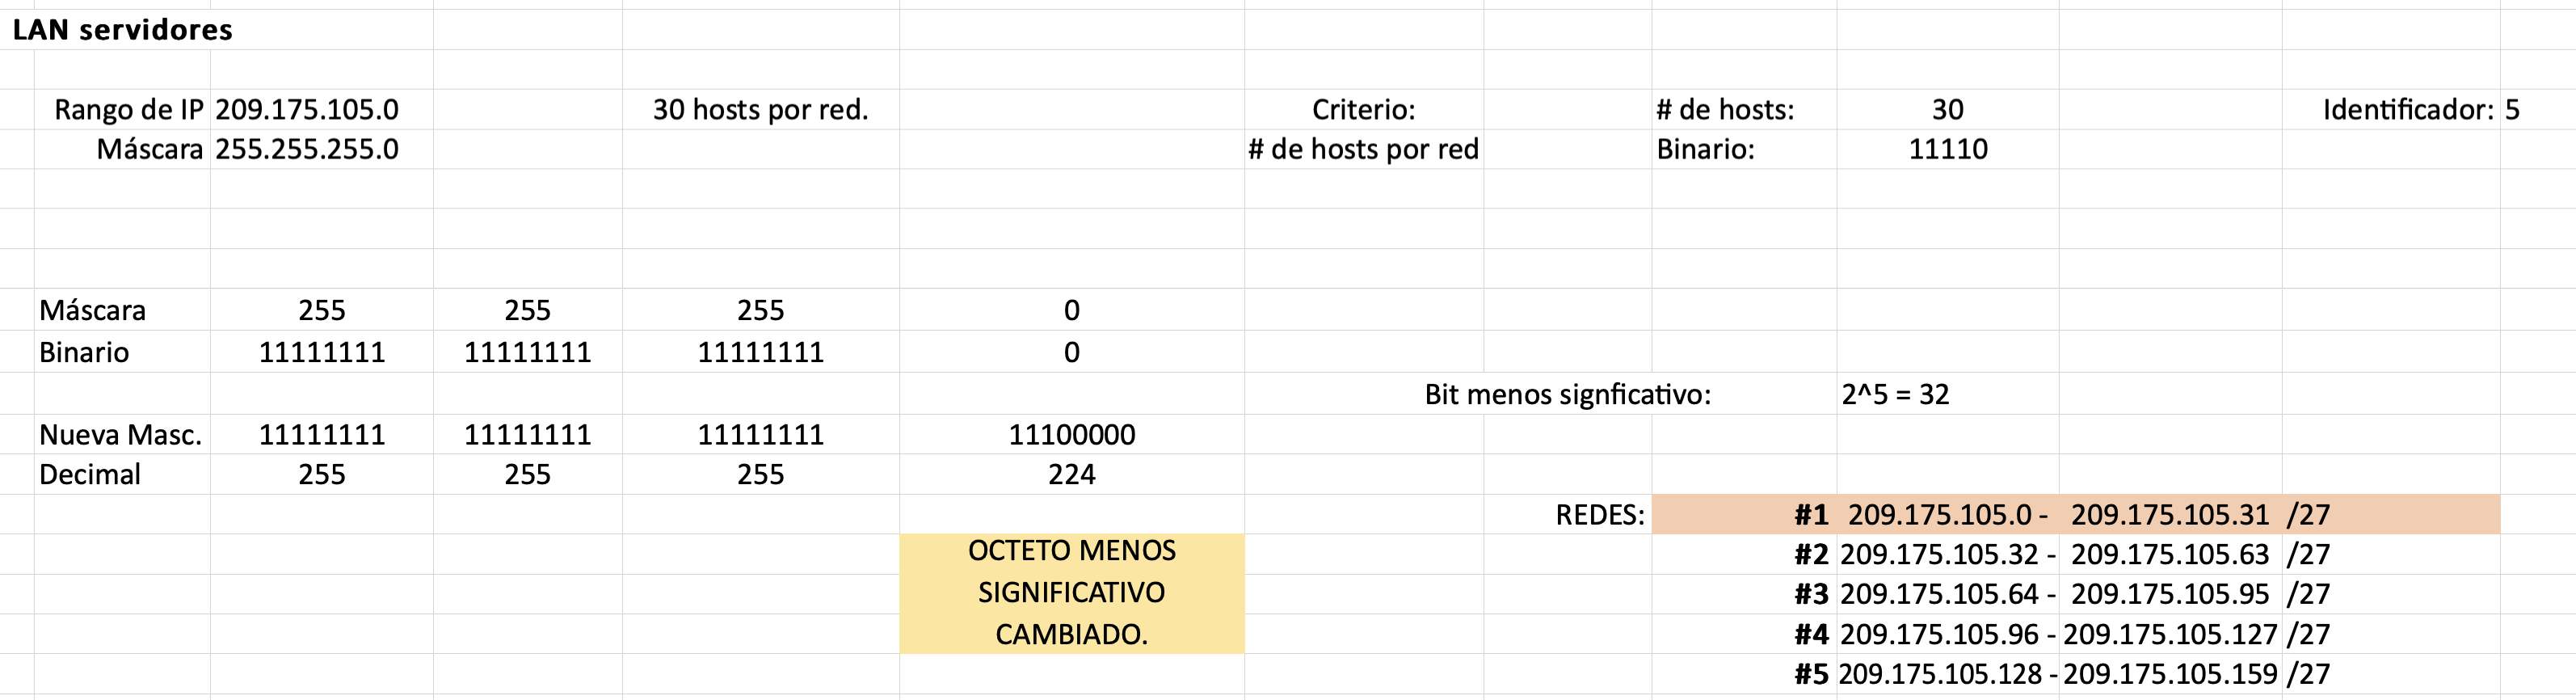 LAN servidores
Rango de IP 209.175.105.0 30 hosts por red. Criterio: # de hosts: 30 Identificador: 5
Máscara 255.255.255.0 # de hosts por red Binario: 11110
Máscara 255 255 255 0
Binario 11111111 11111111 11111111 0
Bit menos signficativo: 2^5 = 32
Nueva Masc. 11111111 11111111 11111111 11100000
Decimal 255 255 255 224
REDES: #1 209.175.105.0 - 209.175.105.31 /27
OCTETO MENOS #2 209.175.105.32 - 209.175.105.63 /27
SIGNIFICATIVO #3 209.175.105.64 - 209.175.105.95 /27
CAMBIADO. #4 209.175.105.96 - 209.175.105.127 /27
#5 209.175.105.128 - 209.175.105.159 /27